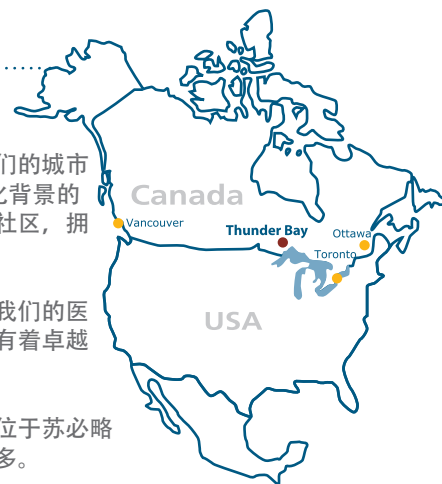 们的城市
化背景的
社区，拥
我们的医
有着卓越
位于苏必略
多。
Canada
Vancouver
Thunder Bay
Ottawa
Toronto
USA